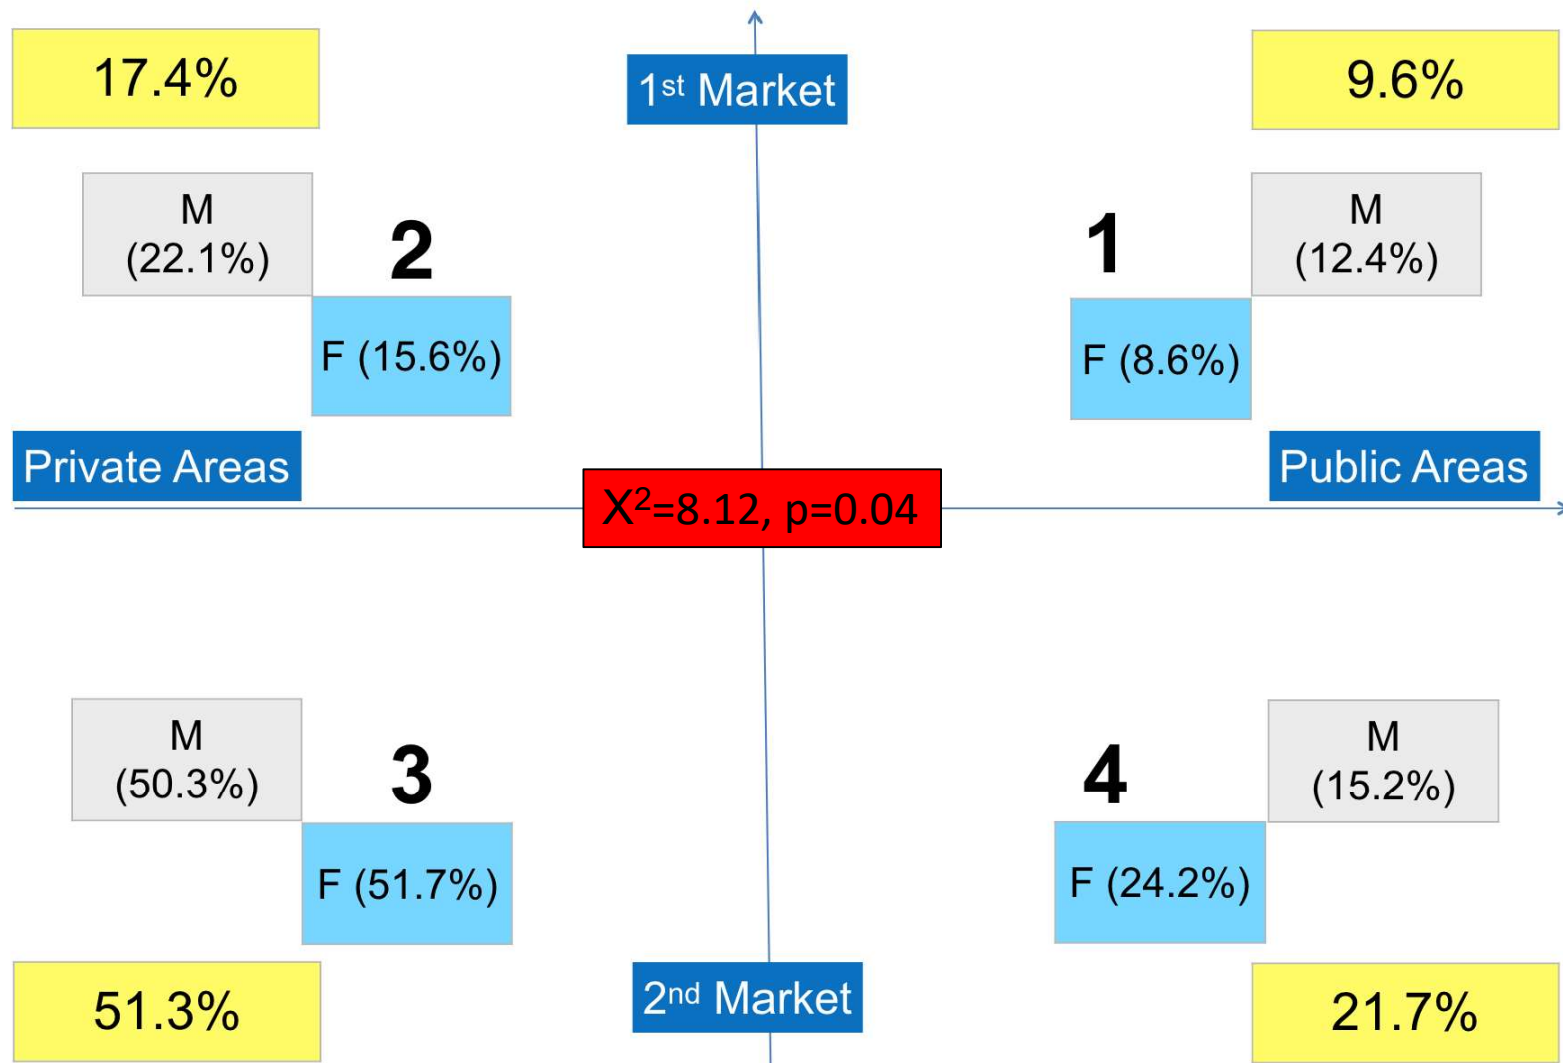 17.4%
1st Market
9.6%
M
(22.1%)
2
F (15.6%)
1
M
(12.4%)
F (8.6%)
Private Areas
Public Areas
X²=8.12, p=0.04
M
(50.3%)
3
F (51.7%)
4
M
(15.2%)
F (24.2%)
51.3%
2nd Market
21.7%